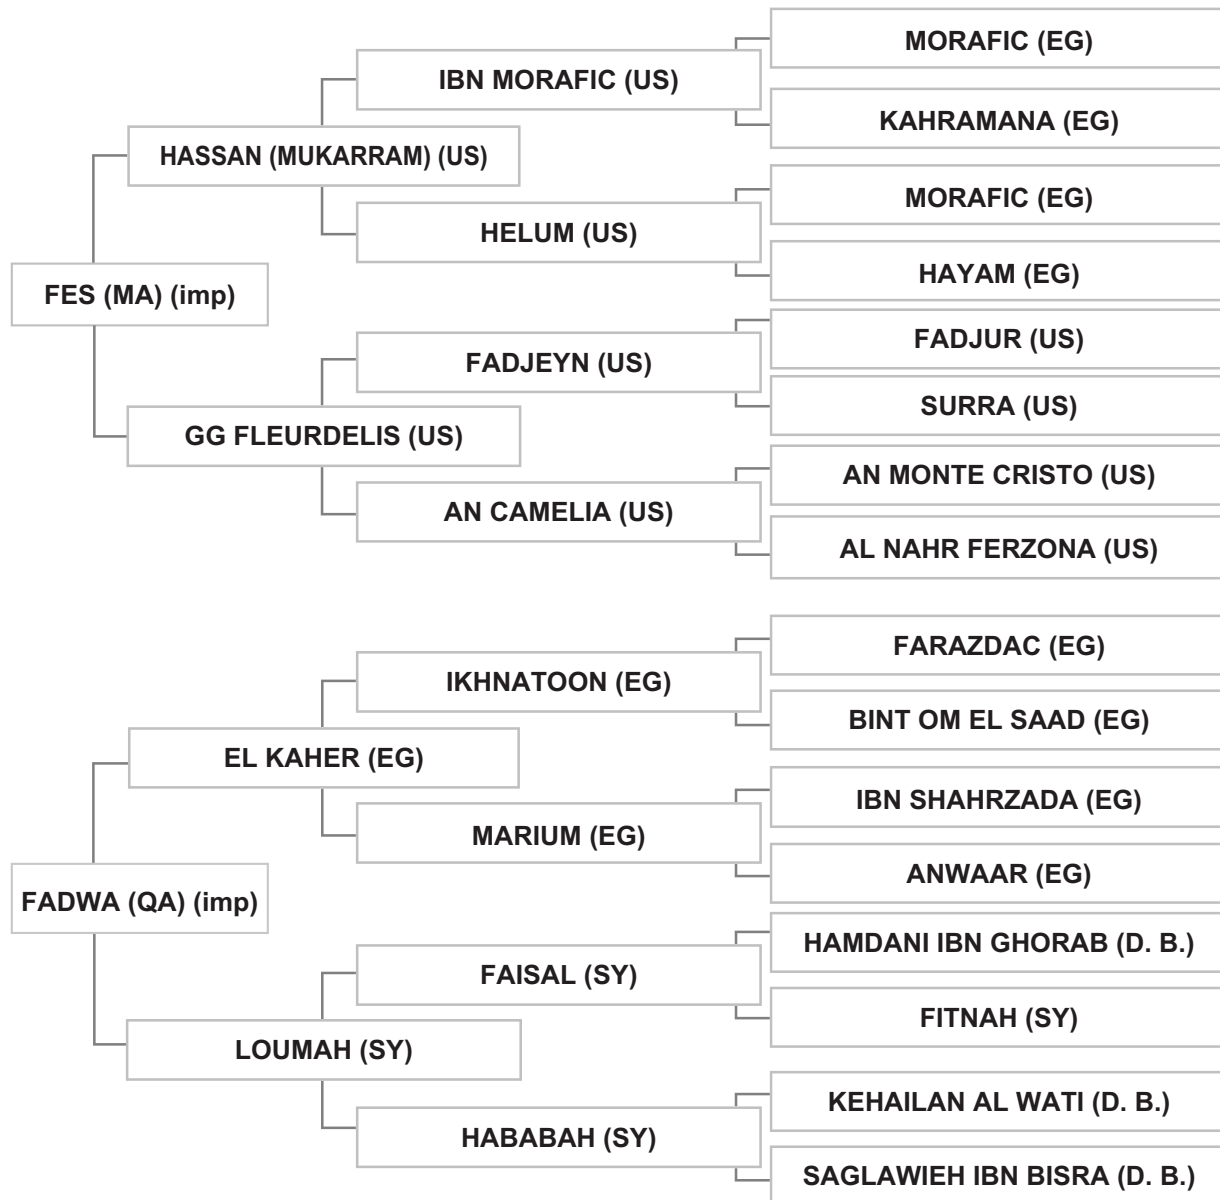 MORAFIC (EG)
IBN MORAFIC (US)
KAHRAMANA (EG)
HASSAN (MUKARRAM) (US)
MORAFIC (EG)
HELUM (US)
HAYAM (EG)
FES (MA) (imp)
FADJUR (US)
FADJEYN (US)
SURRA (US)
GG FLEURDELIS (US)
AN MONTE CRISTO (US)
AN CAMELIA (US)
AL NAHR FERZONA (US)
FARAZDAC (EG)
IKHNATOON (EG)
BINT OM EL SAAD (EG)
EL KAHER (EG)
IBN SHAHRZADA (EG)
MARIUM (EG)
ANWAAR (EG)
FADWA (QA) (imp)
HAMDANI IBN GHORAB (D. B.)
FAISAL (SY)
FITNAH (SY)
LOUMAH (SY)
KEHAILAN AL WATI (D. B.)
HABABAH (SY)
SAGLAWIEH IBN BISRA (D. B.)